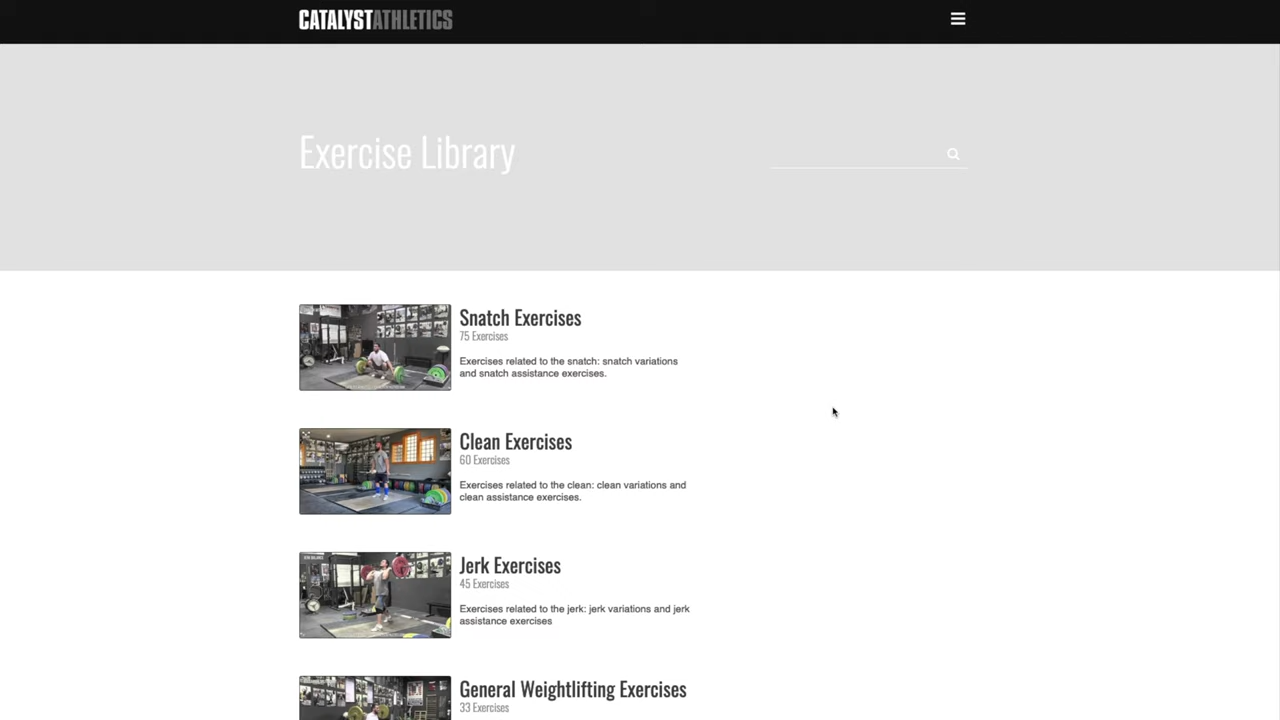 CATALYSTATHLETICS
Exercise Library
Snatch Exercises
75 Exercises
Exercises related to the snatch: snatch variations
and snatch assistance exercises.
Clean Exercises
60 Exercises
Exercises related to the clean: clean variations and
clean assistance exercises.
Jerk Exercises
45 Exercises
Exercises related to the jerk: jerk variations and jerk
assistance exercises
General Weightlifting Exercises
33 Exercises